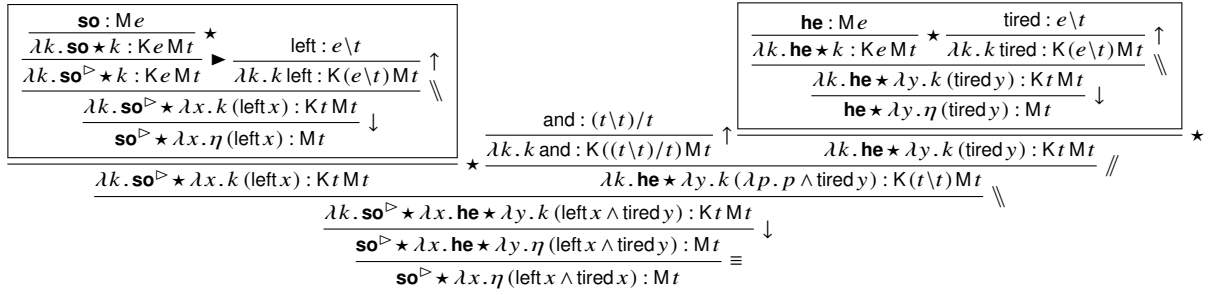 so : M e
λk. so ⋆ k : K e M t ⋆
λk. so▷ ⋆ k : K e M t ►
left : e\t
λk. k left : K (e\t) M t ↑
λk. so▷ ⋆ λx. k (left x) : K t M t \\
so▷ ⋆ λx. η (left x) : M t ↓
λk. so▷ ⋆ λx. k (left x) : K t M t ⋆
and : (t\t)/t
λk. k and : K ((t\t)/t) M t ↑
he : M e
λk. he ⋆ k : K e M t ⋆
tired : e\t
λk. k tired : K (e\t) M t ↑
λk. he ⋆ λy. k (tired y) : K t M t \\
he ⋆ λy. η (tired y) : M t ↓
λk. he ⋆ λy. k (tired y) : K t M t ⋆
λk. he ⋆ λy. k (λp. p ∧ tired y) : K (t\t) M t //
λk. so▷ ⋆ λx. he ⋆ λy. k (left x ∧ tired y) : K t M t \\
so▷ ⋆ λx. he ⋆ λy. η (left x ∧ tired y) : M t ↓
so▷ ⋆ λx. η (left x ∧ tired x) : M t ≡